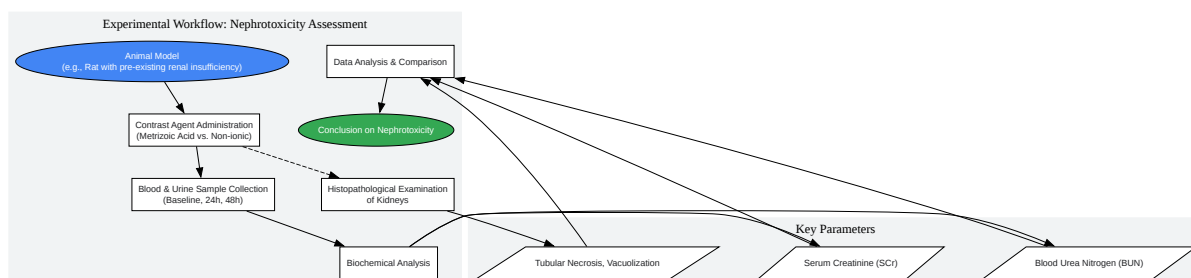 Experimental Workflow: Nephrotoxicity Assessment
Animal Model
(e.g., Rat with pre-existing renal insufficiency)
Data Analysis & Comparison
Contrast Agent Administration
(Metrizoic Acid vs. Non-ionic)
Conclusion on Nephrotoxicity
Blood & Urine Sample Collection
(Baseline, 24h, 48h)
Histopathological Examination
of Kidneys
Key Parameters
Biochemical Analysis
Tubular Necrosis, Vacuolization
Serum Creatinine (SCr)
Blood Urea Nitrogen (BUN)